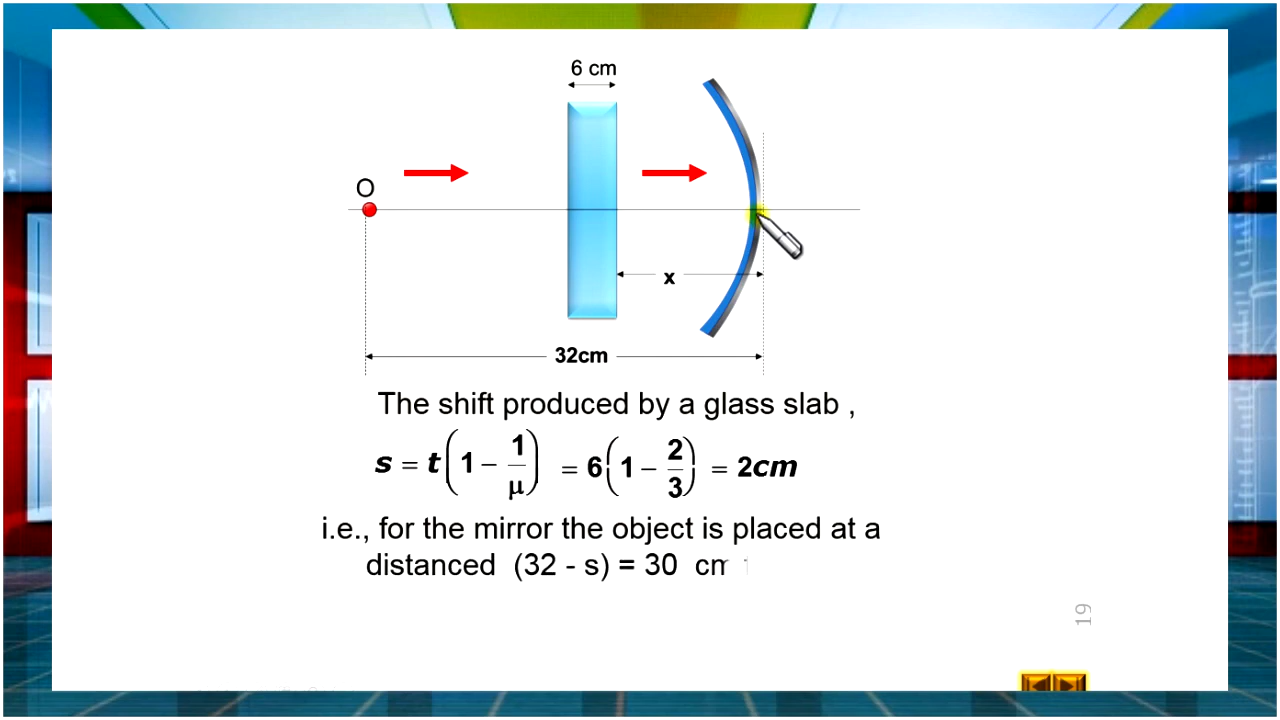 6 cm
O
x
32cm
The shift produced by a glass slab ,
s = t(1 − 1/μ) = 6(1 − 2/3) = 2cm
i.e., for the mirror the object is placed at a
distanced (32 - s) = 30 cm
19